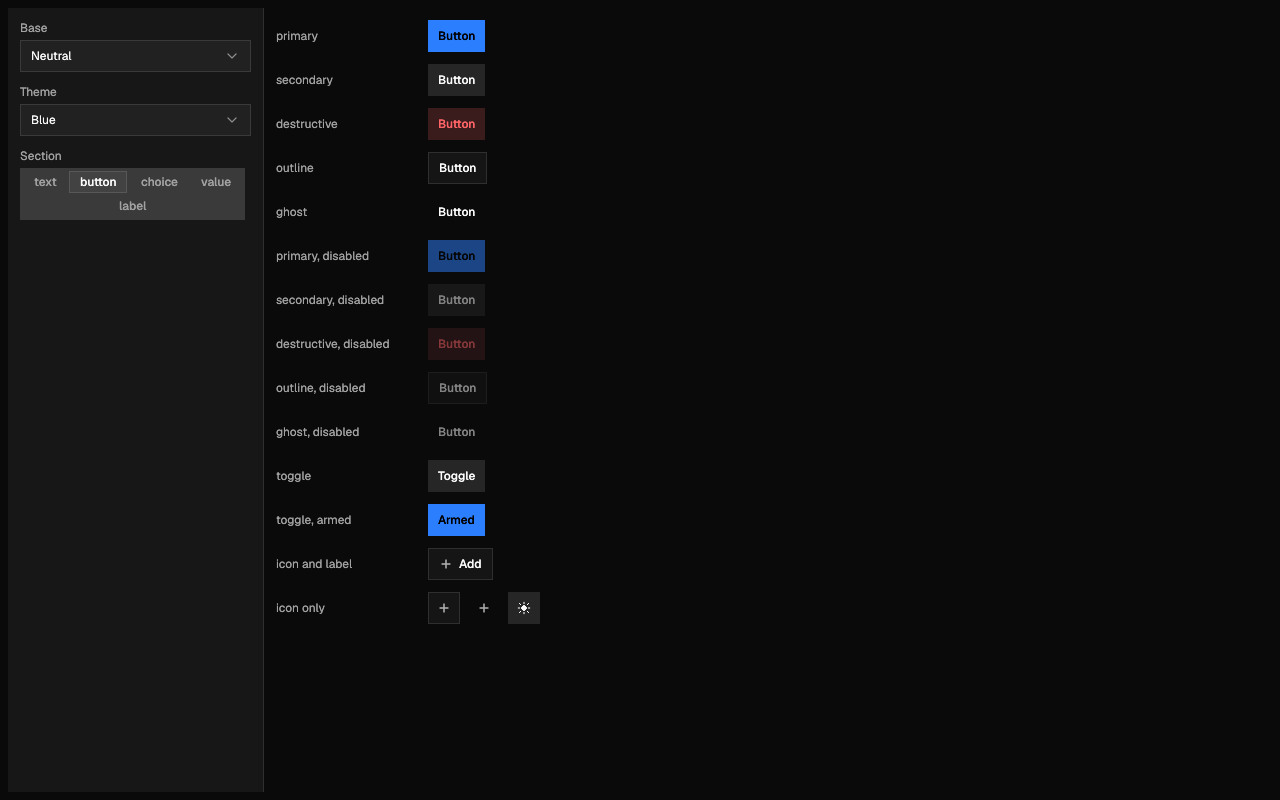 Base
Neutral
Theme
Blue
Section
text button choice value
label
primary Button
secondary Button
destructive Button
outline Button
ghost Button
primary, disabled Button
secondary, disabled Button
destructive, disabled Button
outline, disabled Button
ghost, disabled Button
toggle Toggle
toggle, armed Armed
icon and label Add
icon only